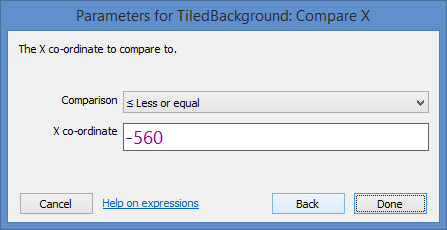 Parameters for TiledBackground: Compare X
The X co-ordinate to compare to.
Comparison ≤ Less or equal
X co-ordinate -560
Cancel Help on expressions Back Done